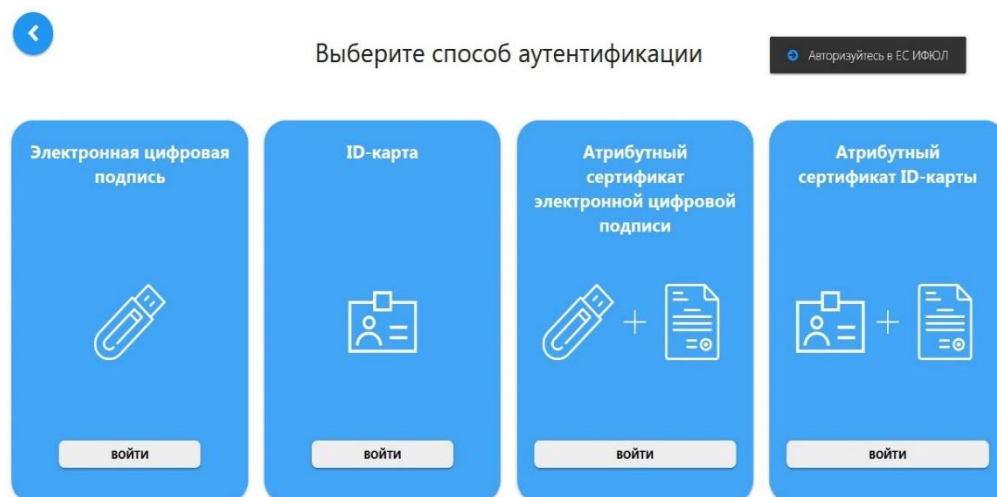 Выберите способ аутентификации
Авторизуйтесь в ЕС ИФЮЛ
Электронная цифровая
подпись
ВОЙТИ
ID-карта
ВОЙТИ
Атрибутный
сертификат
электронной цифровой
подписи
ВОЙТИ
Атрибутный
сертификат ID-карты
ВОЙТИ